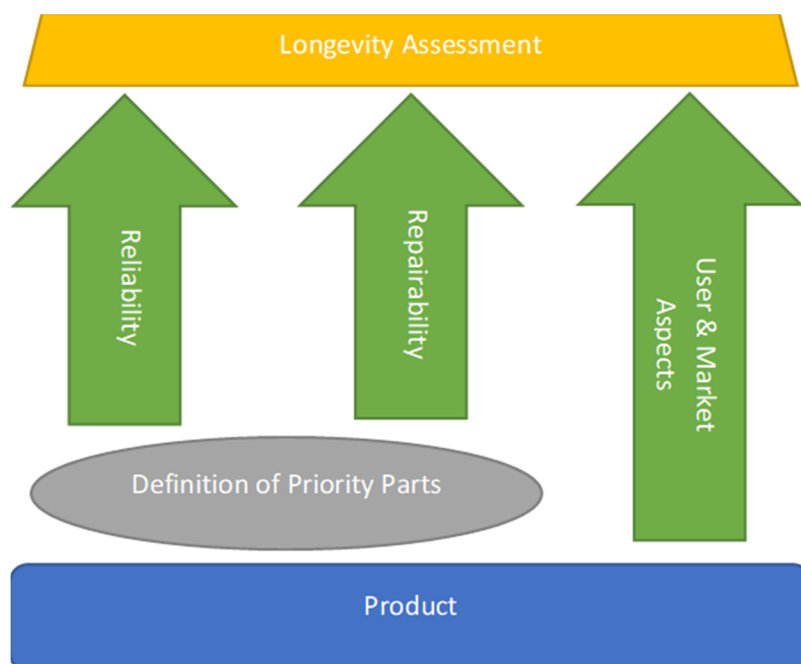 Longevity Assessment
Reliability
Repairability
User & Market
Aspects
Definition of Priority Parts
Product